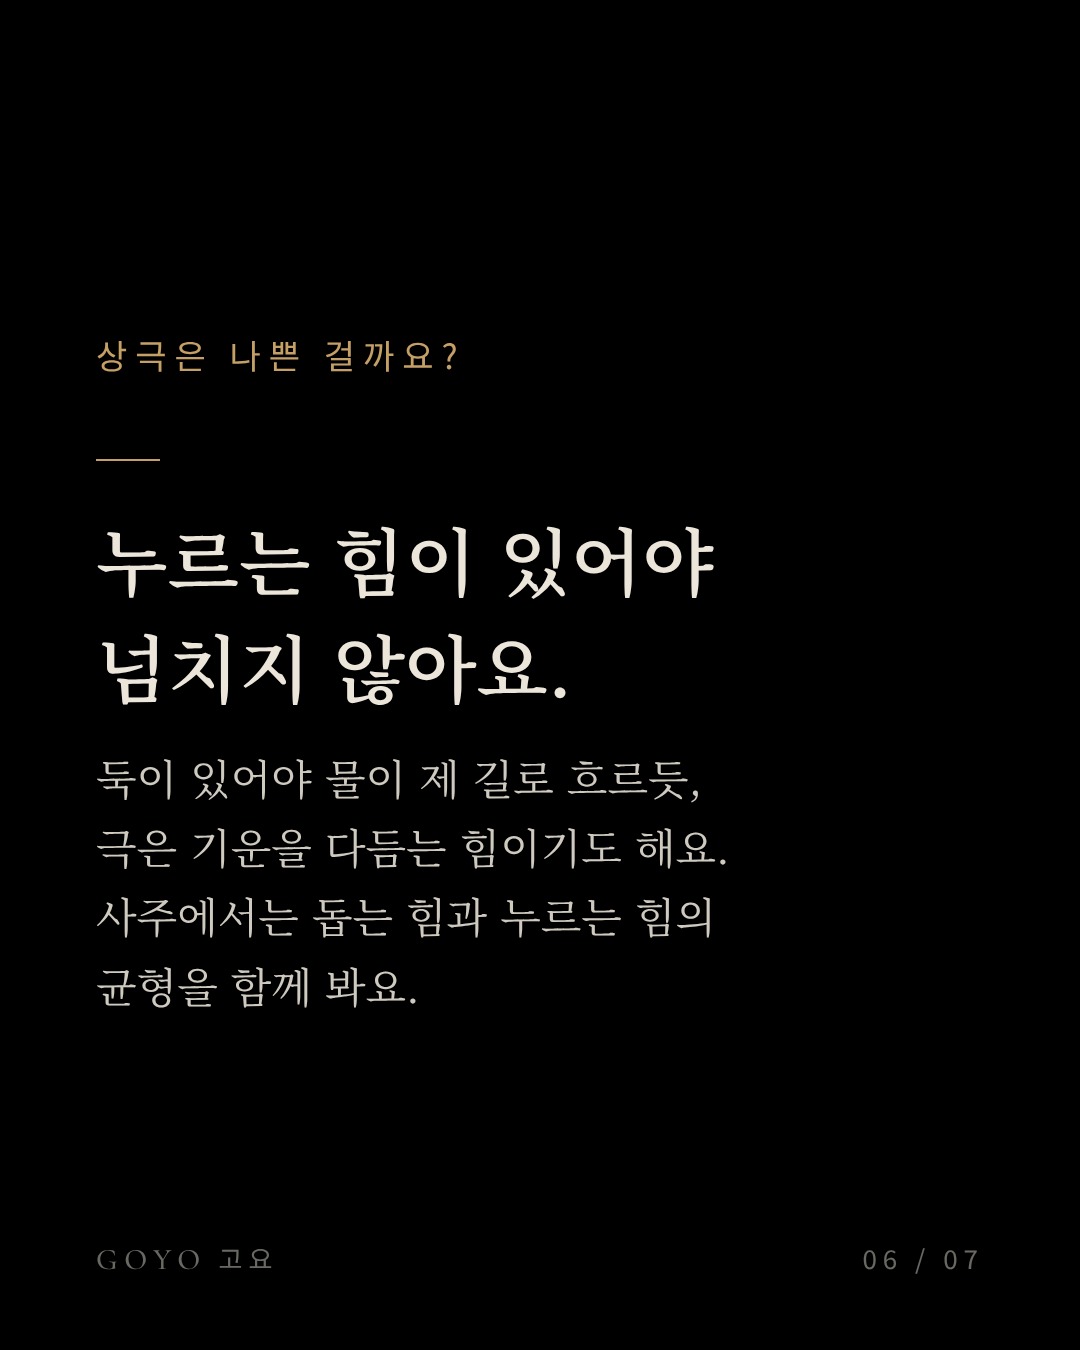 상극은 나쁜 걸까요?
누르는 힘이 있어야
넘치지 않아요.
둑이 있어야 물이 제 길로 흐르듯,
극은 기운을 다듬는 힘이기도 해요.
사주에서는 돕는 힘과 누르는 힘의
균형을 함께 봐요.
GOYO 고요
06 / 07